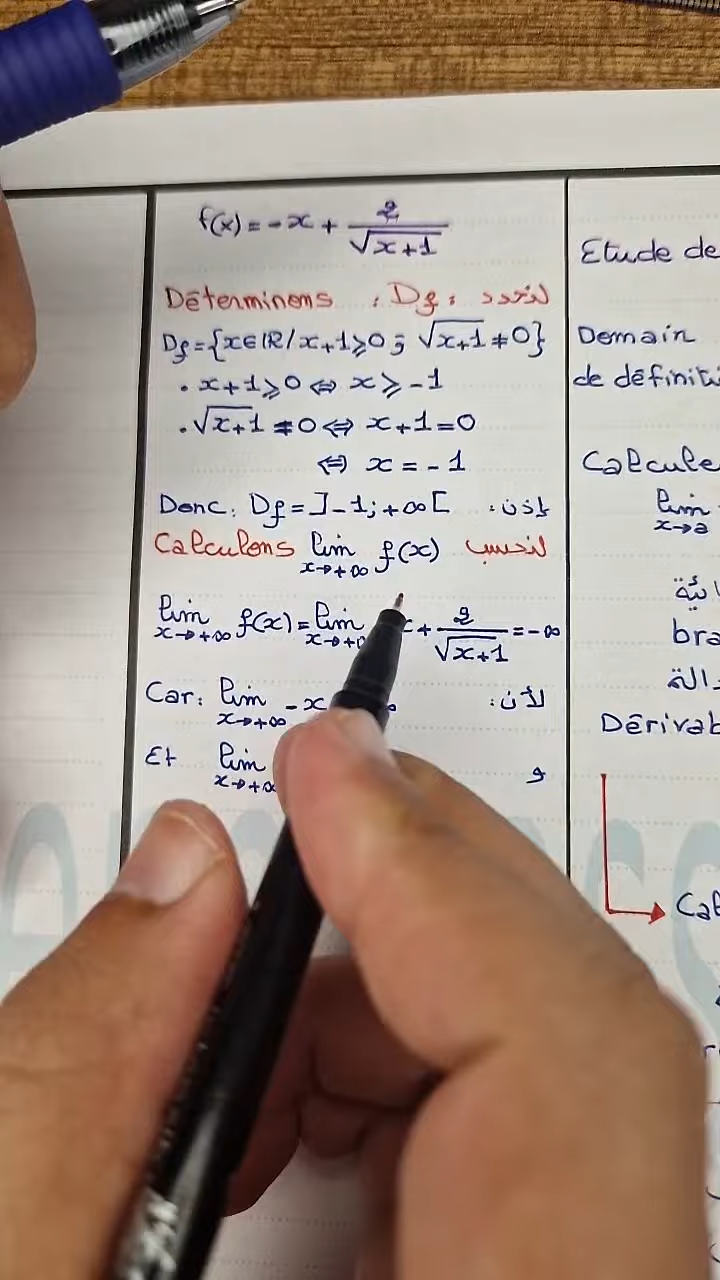 f(x) = -x + 2/√(x+1)
Déterminons : Df : لنحدد
Df = {x ∈ ℝ / x+1 ⩾ 0 ; √(x+1) ≠ 0}
. x+1 ⩾ 0 ⇔ x ⩾ -1
. √(x+1) ≠ 0 ⇔ x+1 = 0
⇔ x = -1
Donc : Df = ]-1 ; +∞[ إذن :
Calculons lim x→+∞ f(x) لنحسب
lim x→+∞ f(x) = lim x + 2/√(x+1) = -∞
Car : lim x→+∞ -x لأن :
Et lim x→+∞ و
Etude de
Domain
de définiti
Calcule
lim x→a
bra
الة
Dérivab
Cal